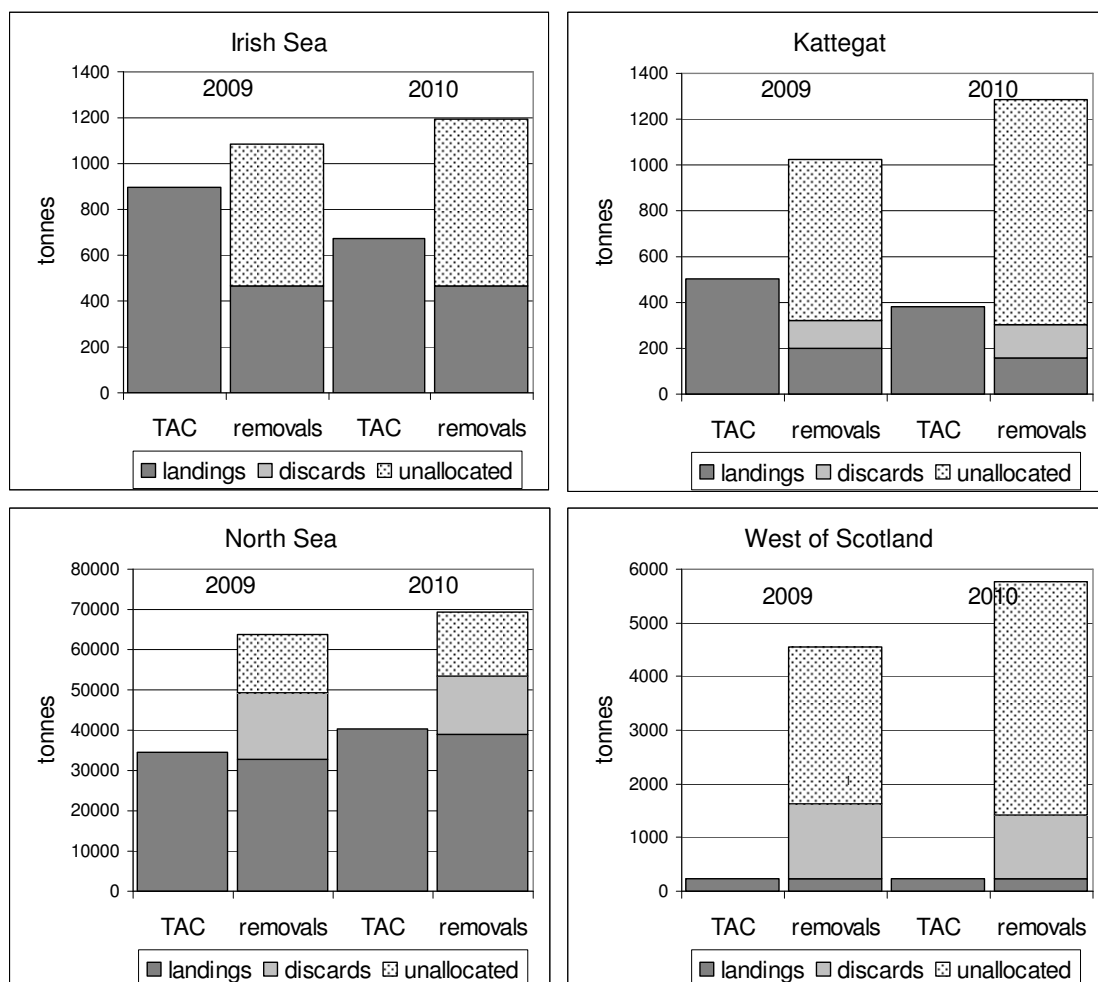 Irish Sea
1400
1200
1000
800
600
400
200
0
tonnes
2009 2010
TAC removals TAC removals
landings discards unallocated
Kattegat
1400
1200
1000
800
600
400
200
0
tonnes
2009 2010
TAC removals TAC removals
landings discards unallocated
North Sea
80000
70000
60000
50000
40000
30000
20000
10000
0
tonnes
2009 2010
TAC removals TAC removals
landings discards unallocated
West of Scotland
6000
5000
4000
3000
2000
1000
0
tonnes
2009 2010
TAC removals TAC removals
landings discards unallocated